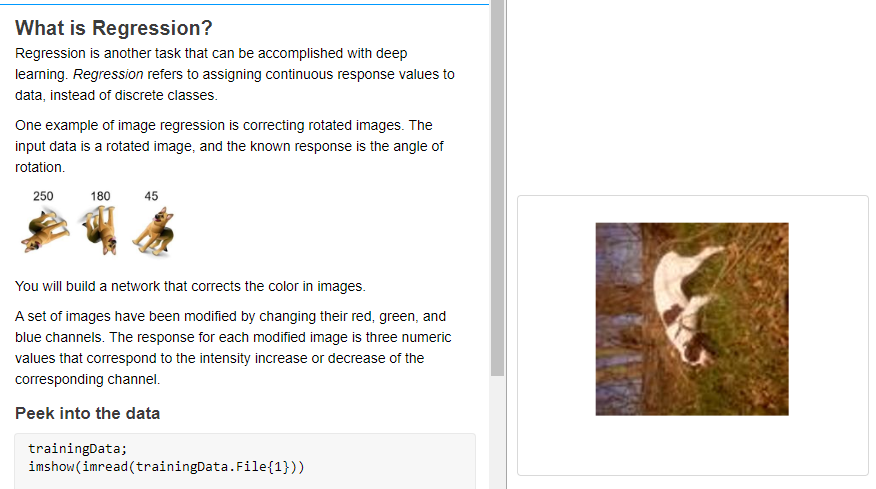 What is Regression?
Regression is another task that can be accomplished with deep
learning. Regression refers to assigning continuous response values to
data, instead of discrete classes.
One example of image regression is correcting rotated images. The
input data is a rotated image, and the known response is the angle of
rotation.
250 180 45
You will build a network that corrects the color in images.
A set of images have been modified by changing their red, green, and
blue channels. The response for each modified image is three numeric
values that correspond to the intensity increase or decrease of the
corresponding channel.
Peek into the data
trainingData;
imshow(imread(trainingData.File{1}))